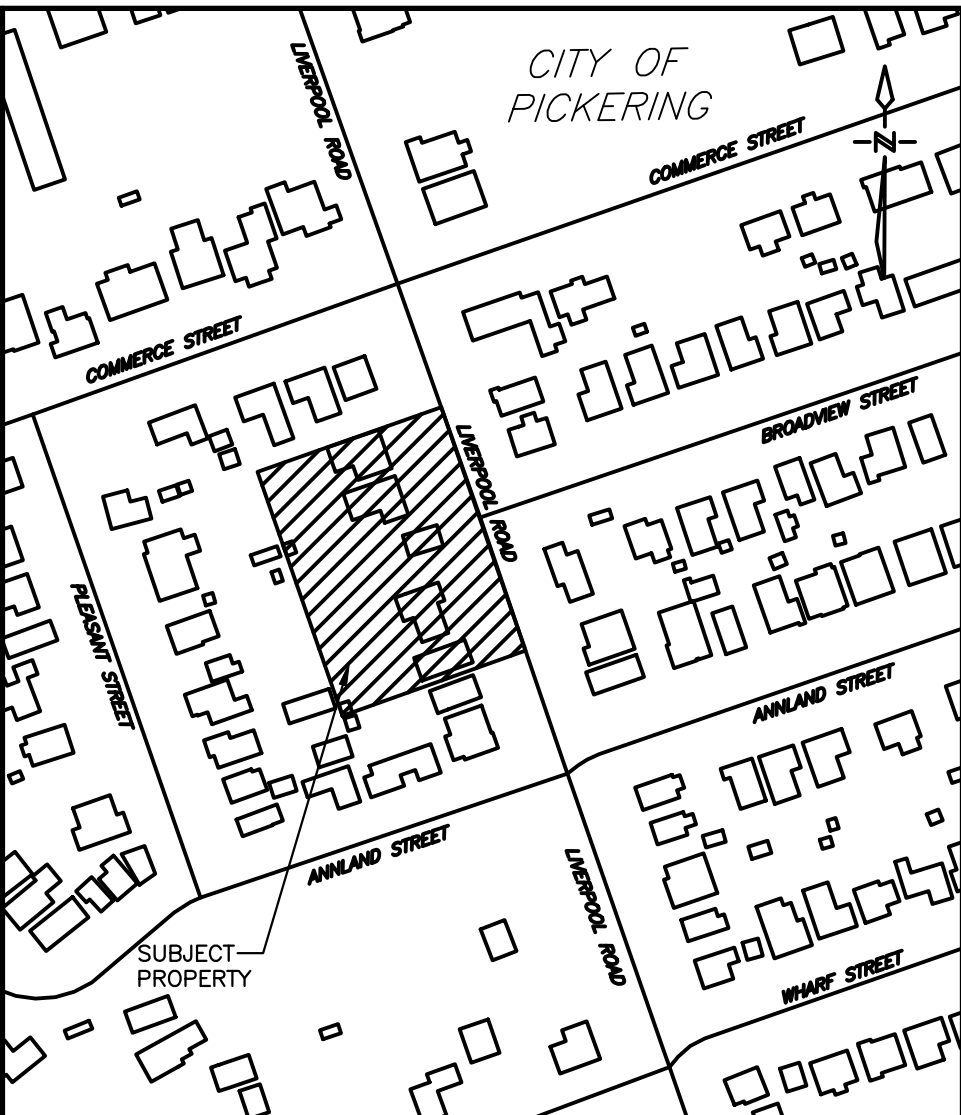 CITY OF
PICKERING
LIVERPOOL ROAD
COMMERCE STREET
N
COMMERCE STREET
BROADVIEW STREET
LIVERPOOL ROAD
PLEASANT STREET
ANNLAND STREET
ANNLAND STREET
LIVERPOOL ROAD
SUBJECT
PROPERTY
WHARF STREET